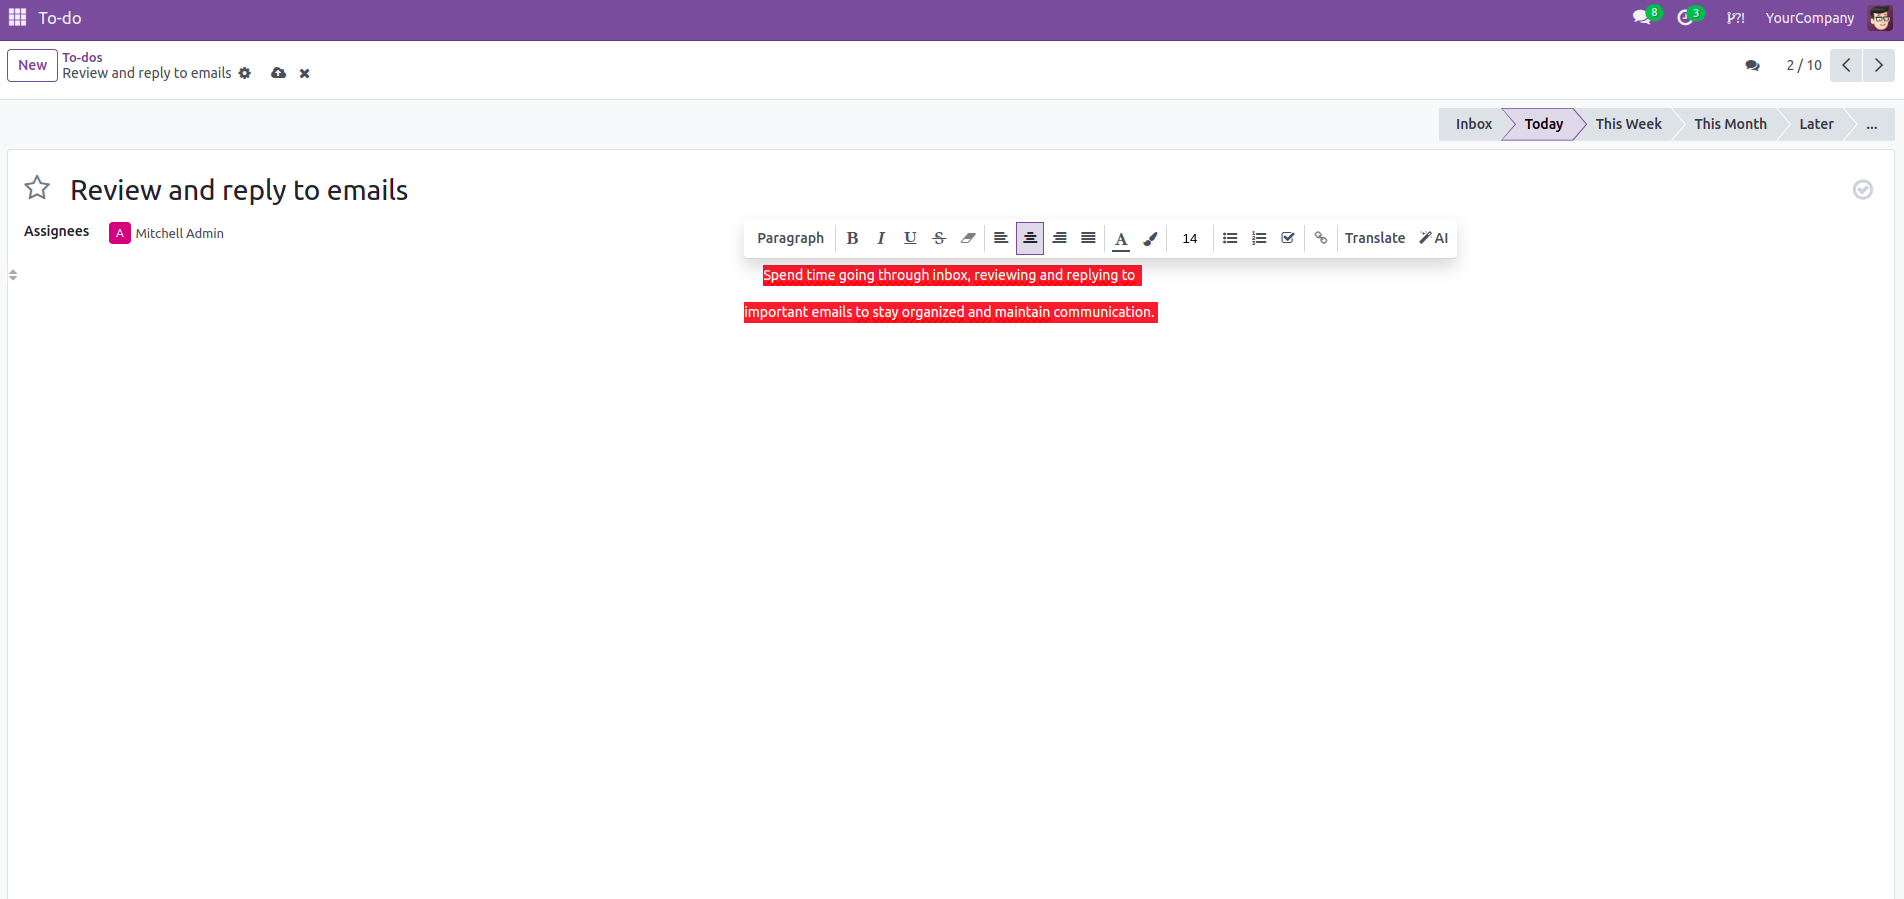 To-do
8
3
?!
YourCompany
New
To-dos
Review and reply to emails
2 / 10
Inbox
Today
This Week
This Month
Later
...
Review and reply to emails
Assignees
A
Mitchell Admin
Paragraph
B
I
U
S
A
14
Translate
AI
Spend time going through inbox, reviewing and replying to
important emails to stay organized and maintain communication.